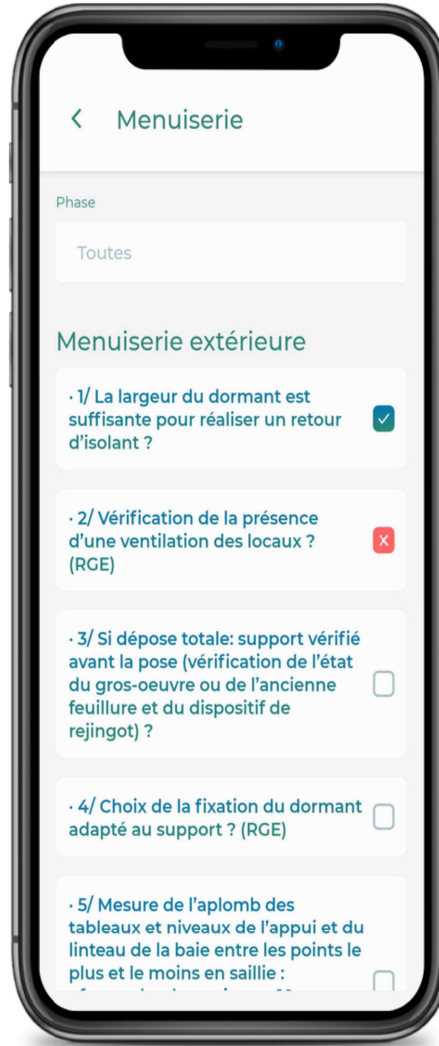 Menuiserie
Phase
Toutes
Menuiserie extérieure
· 1/ La largeur du dormant est
suffisante pour réaliser un retour
d'isolant ?
· 2/ Vérification de la présence
d'une ventilation des locaux ?
(RGE)
· 3/ Si dépose totale: support vérifié
avant la pose (vérification de l'état
du gros-oeuvre ou de l'ancienne
feuillure et du dispositif de
rejingot) ?
· 4/ Choix de la fixation du dormant
adapté au support ? (RGE)
· 5/ Mesure de l'aplomb des
tableaux et niveaux de l'appui et du
linteau de la baie entre les points le
plus et le moins en saillie :